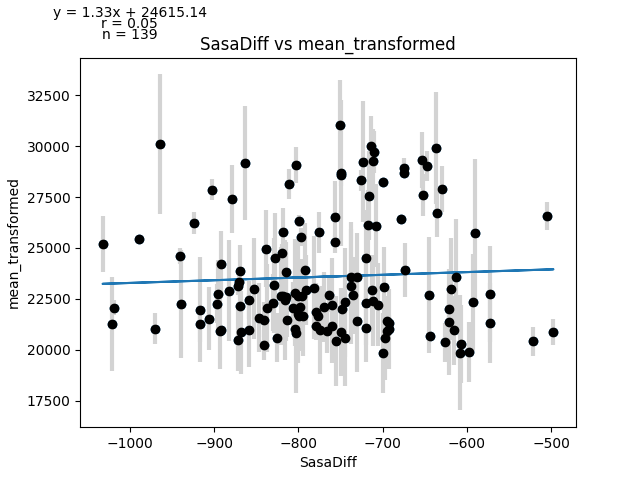 y = 1.33x + 24615.14
r = 0.05
n = 139
SasaDiff vs mean_transformed
mean_transformed
32500
30000
27500
25000
22500
20000
17500
−1000
−900
−800
−700
−600
−500
SasaDiff